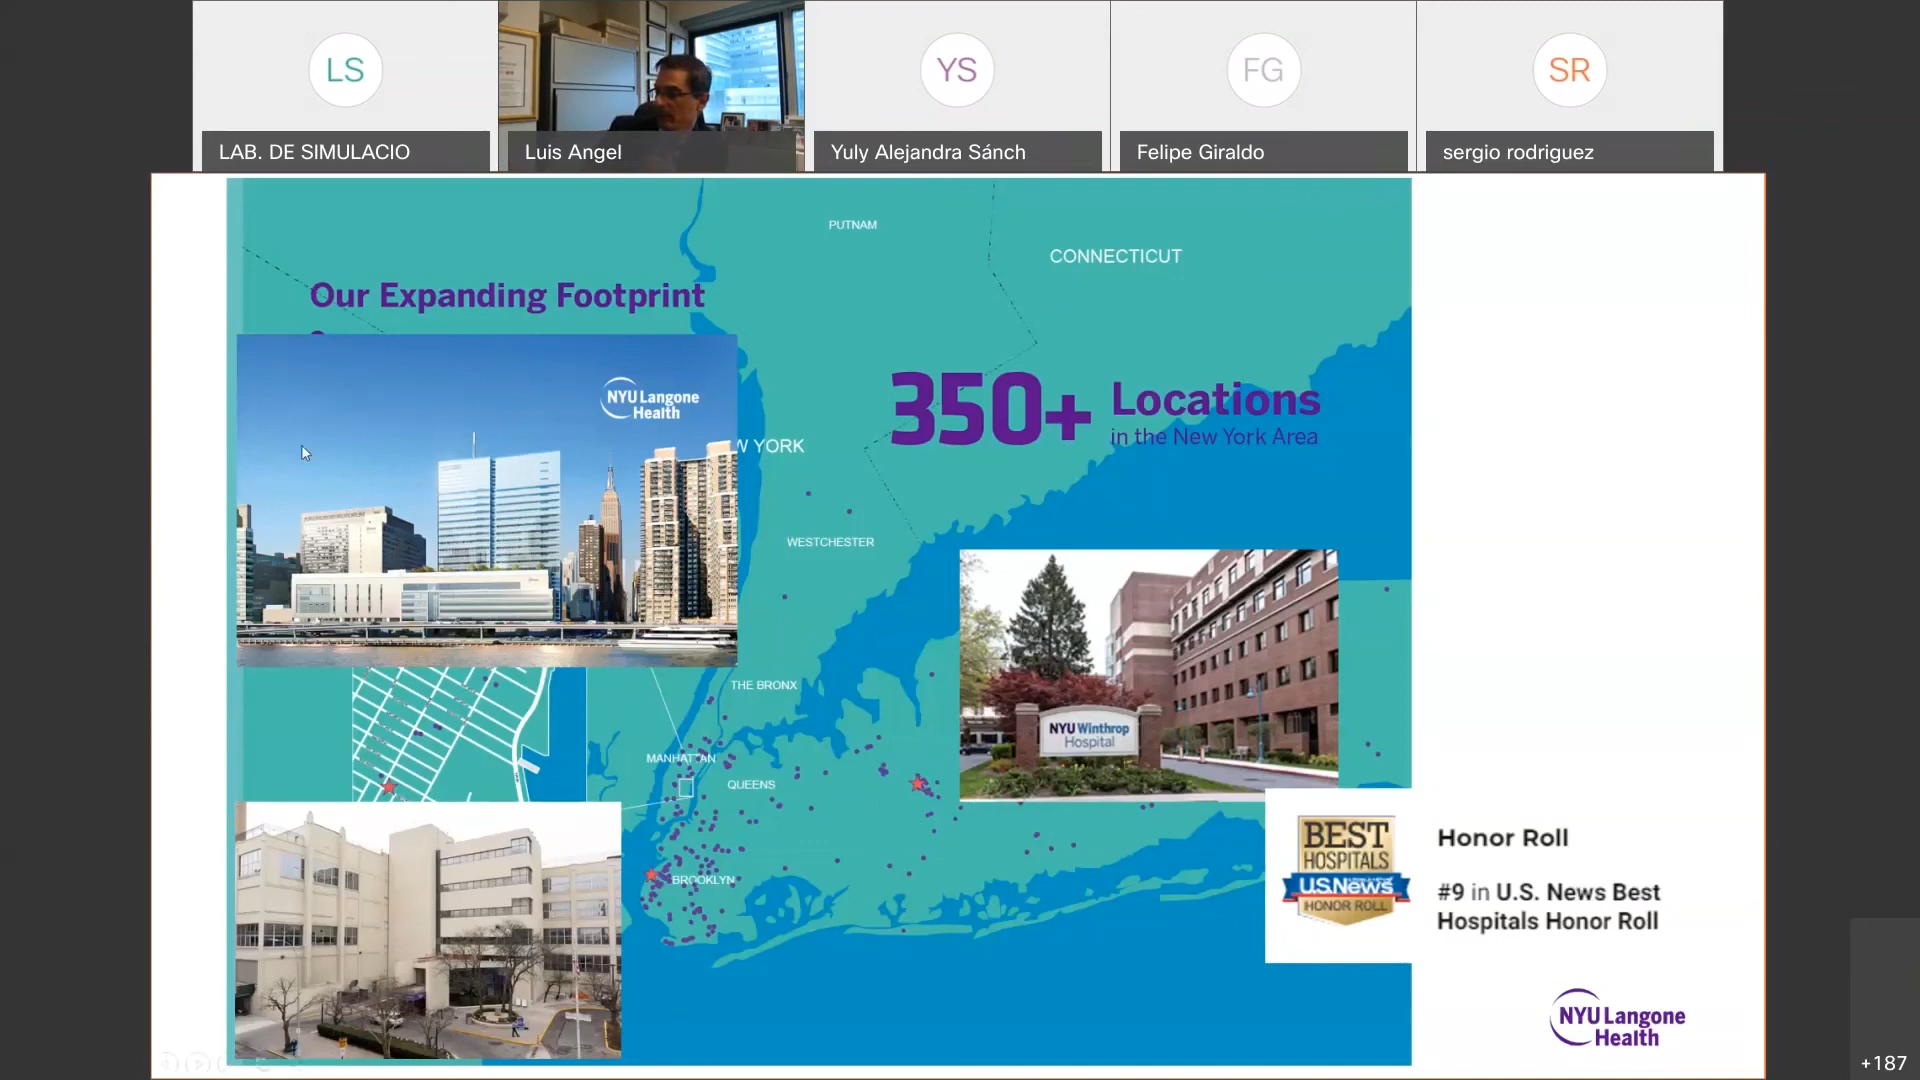 LS
YS
FG
SR
LAB. DE SIMULACIO
Luis Angel
Yuly Alejandra Sánch
Felipe Giraldo
sergio rodriguez
PUTNAM
CONNECTICUT
Our Expanding Footprint
350+ Locations
in the New York Area
NYU Langone
Health
W YORK
WESTCHESTER
THE BRONX
NYU Winthrop
Hospital
MANHATTAN
QUEENS
BROOKLYN
BEST
HOSPITALS
U.S.News
HONOR ROLL
Honor Roll
#9 in U.S. News Best
Hospitals Honor Roll
NYU Langone
Health
+187